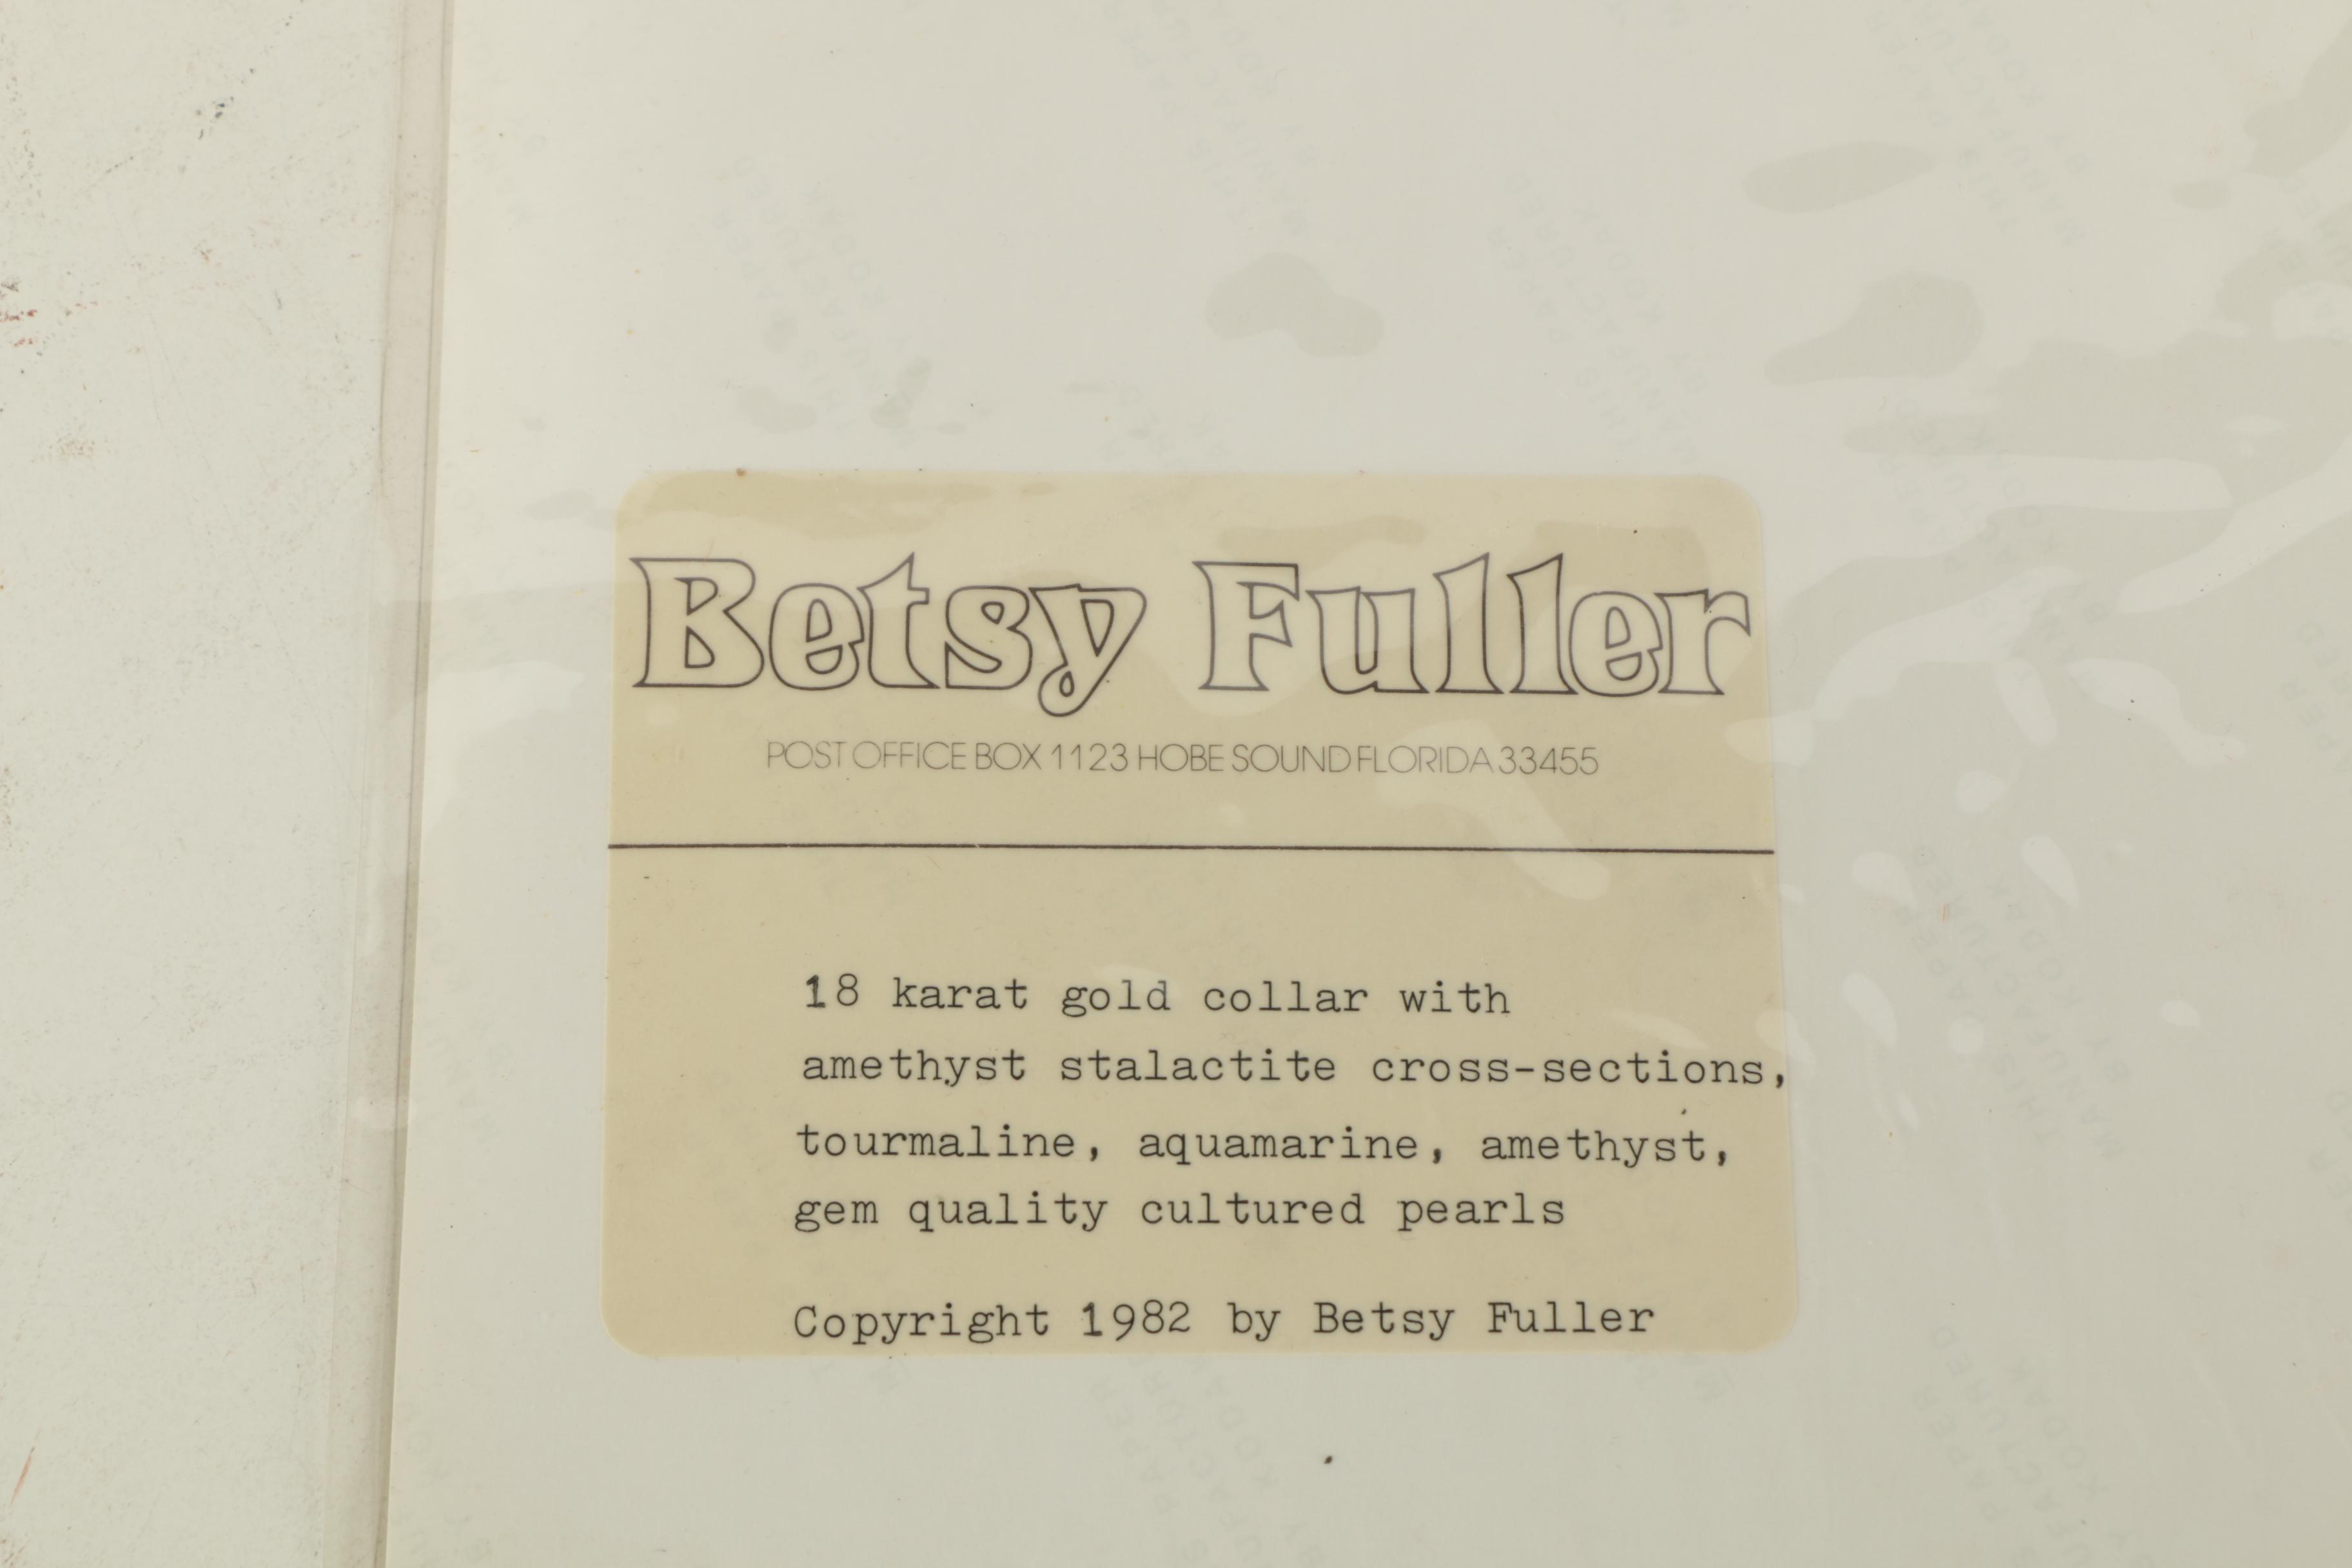 Betsy Fuller
POST OFFICE BOX 1123 HOBE SOUND FLORIDA 33455
18 karat gold collar with
amethyst stalactite cross-sections,
tourmaline, aquamarine, amethyst,
gem quality cultured pearls
Copyright 1982 by Betsy Fuller